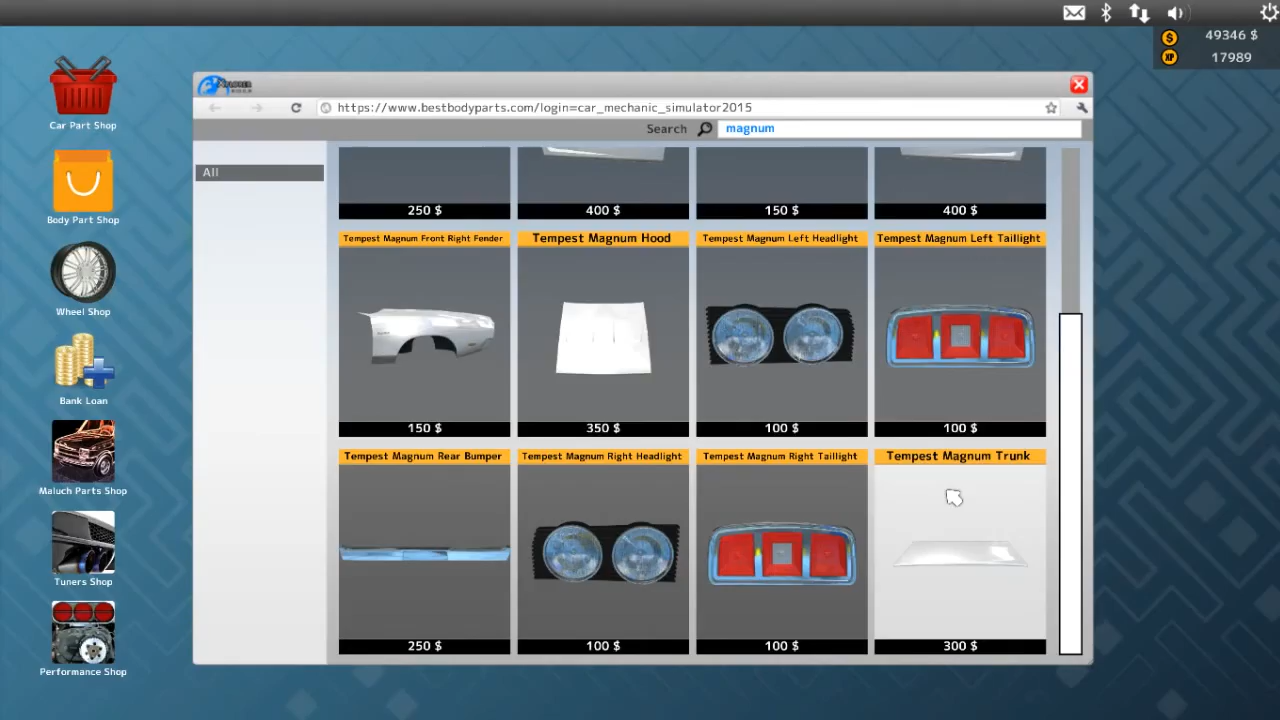 49346 $
17989
https://www.bestbodyparts.com/login=car_mechanic_simulator2015
Search magnum
Car Part Shop
Body Part Shop
Wheel Shop
Bank Loan
Maluch Parts Shop
Tuners Shop
Performance Shop
All
250 $ 400 $ 150 $ 400 $
Tempest Magnum Front Right Fender Tempest Magnum Hood Tempest Magnum Left Headlight Tempest Magnum Left Taillight
150 $ 350 $ 100 $ 100 $
Tempest Magnum Rear Bumper Tempest Magnum Right Headlight Tempest Magnum Right Taillight Tempest Magnum Trunk
250 $ 100 $ 100 $ 300 $